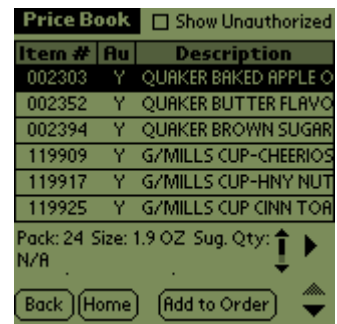 Price Book Show Unauthorized
Item # Au Description
002303 Y QUAKER BAKED APPLE O
002352 Y QUAKER BUTTER FLAVO
002394 Y QUAKER BROWN SUGAR
119909 Y G/MILLS CUP-CHEERIOS
119917 Y G/MILLS CUP-HNY NUT
119925 Y G/MILLS CUP CINN TOA
Pack: 24 Size: 1.9 OZ Sug. Qty:
N/A
Back Home Add to Order